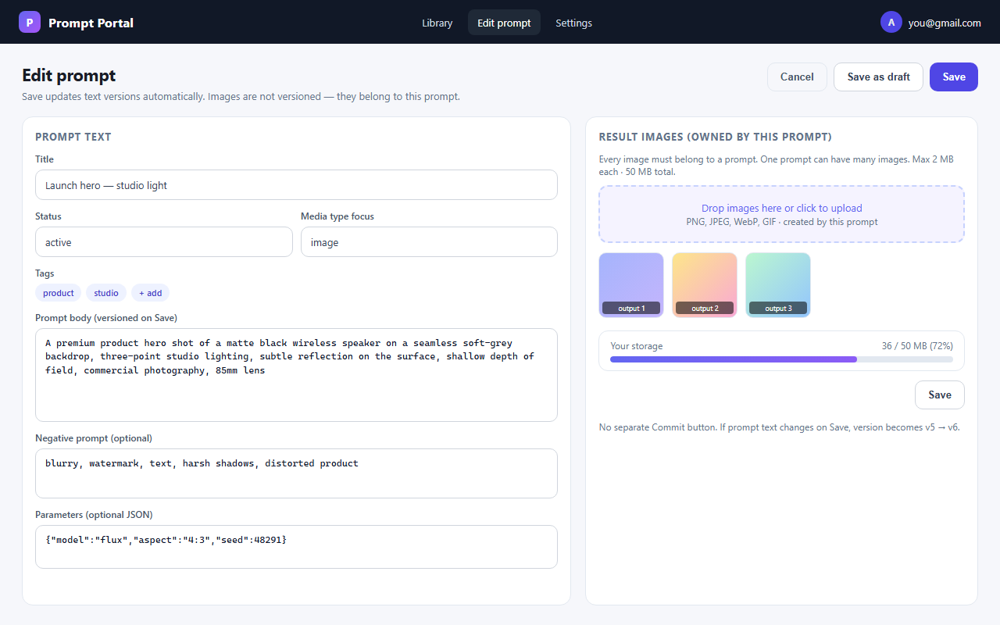 P Prompt Portal
Library
Edit prompt
Settings
A you@gmail.com
Edit prompt
Save updates text versions automatically. Images are not versioned — they belong to this prompt.
Cancel
Save as draft
Save
PROMPT TEXT
Title
Launch hero — studio light
Status
Media type focus
active
image
Tags
product
studio
+ add
Prompt body (versioned on Save)
A premium product hero shot of a matte black wireless speaker on a seamless soft-grey
backdrop, three-point studio lighting, subtle reflection on the surface, shallow depth of
field, commercial photography, 85mm lens
Negative prompt (optional)
blurry, watermark, text, harsh shadows, distorted product
Parameters (optional JSON)
{"model":"flux","aspect":"4:3","seed":48291}
RESULT IMAGES (OWNED BY THIS PROMPT)
Every image must belong to a prompt. One prompt can have many images. Max 2 MB
each · 50 MB total.
Drop images here or click to upload
PNG, JPEG, WebP, GIF · created by this prompt
output 1
output 2
output 3
Your storage
36 / 50 MB (72%)
Save
No separate Commit button. If prompt text changes on Save, version becomes v5 → v6.